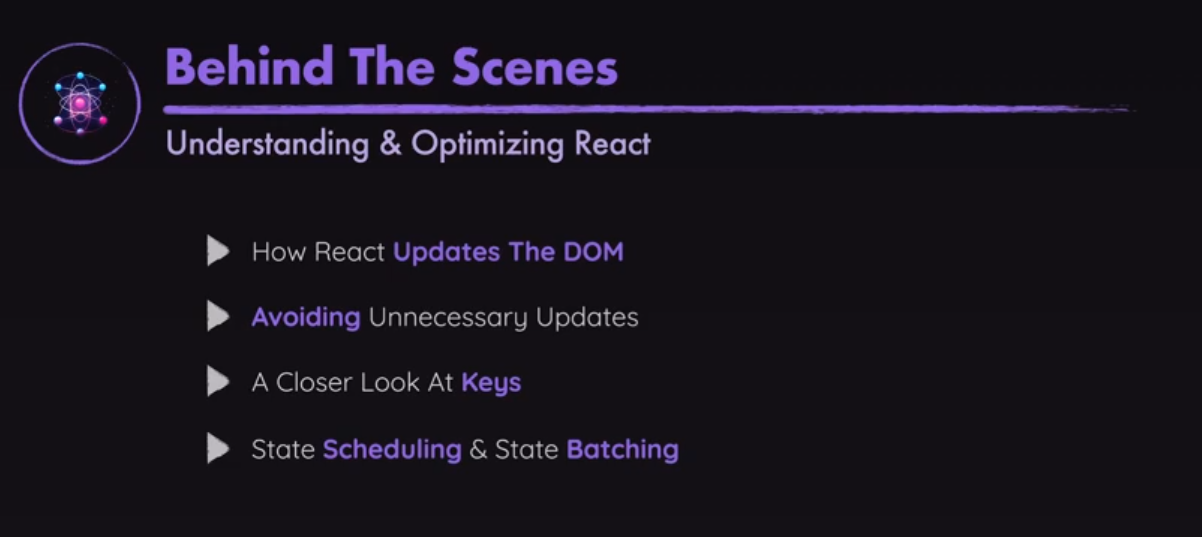 Behind The Scenes
Understanding & Optimizing React
How React Updates The DOM
Avoiding Unnecessary Updates
A Closer Look At Keys
State Scheduling & State Batching